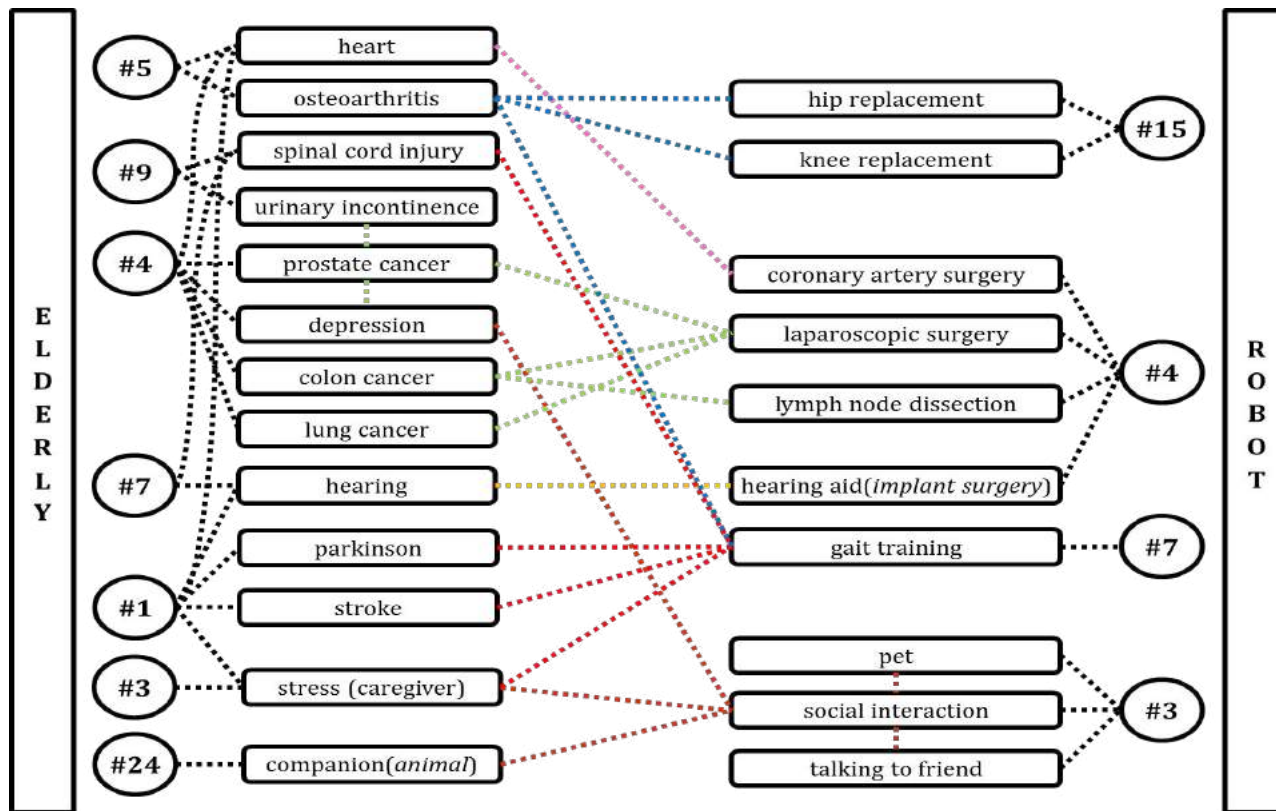 ELDERLY
#5
#9
#4
#7
#1
#3
#24
heart
osteoarthritis
spinal cord injury
urinary incontinence
prostate cancer
depression
colon cancer
lung cancer
hearing
parkinson
stroke
stress (caregiver)
companion(animal)
hip replacement
knee replacement
coronary artery surgery
laparoscopic surgery
lymph node dissection
hearing aid(implant surgery)
gait training
pet
social interaction
talking to friend
#15
#4
#7
#3
ROBOT